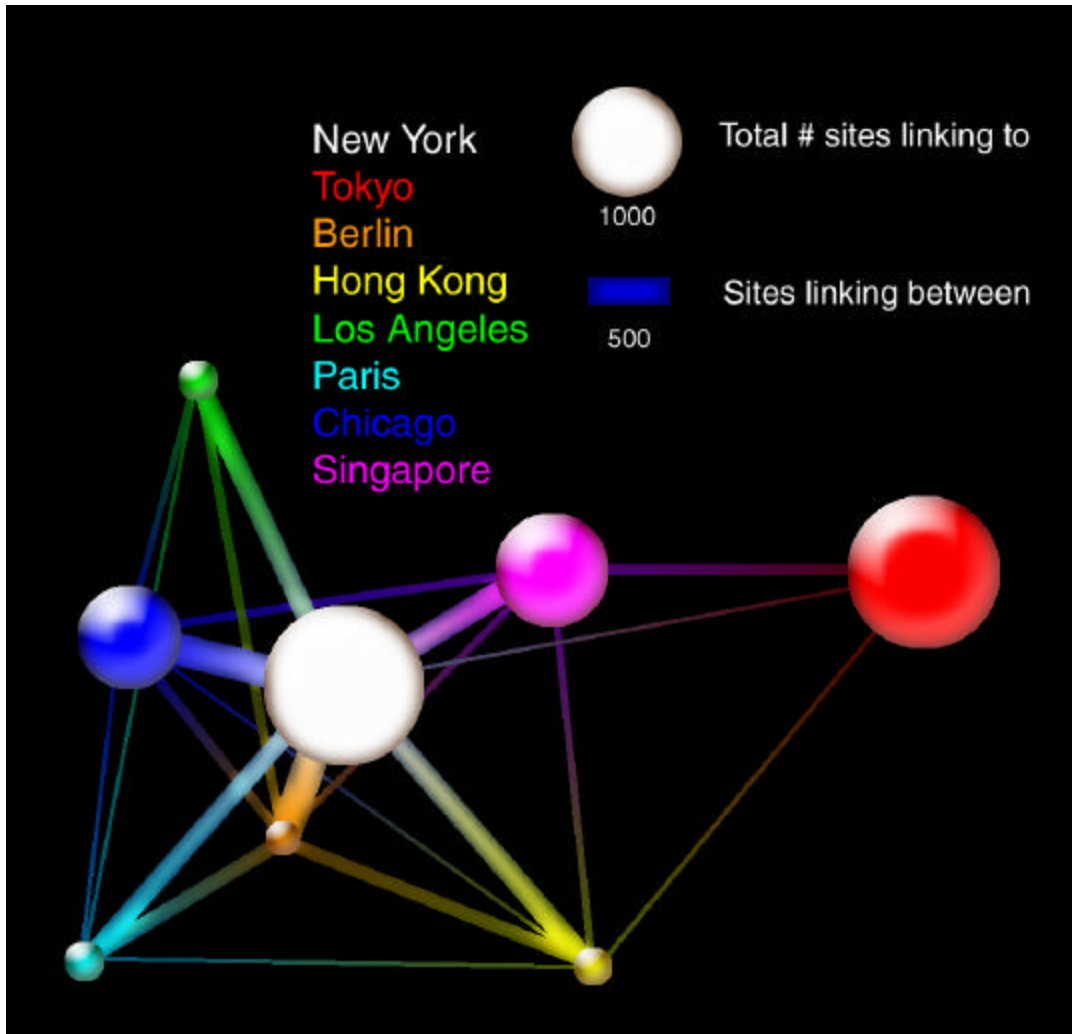 New York
Tokyo
Berlin
Hong Kong
Los Angeles
Paris
Chicago
Singapore
Total # sites linking to
1000
Sites linking between
500